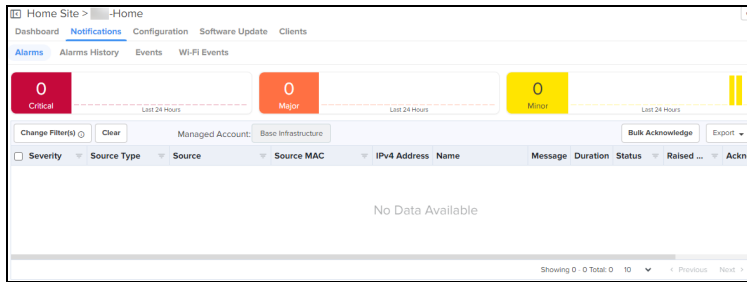 Home Site > -Home
Dashboard Notifications Configuration Software Update Clients
Alarms Alarms History Events Wi-Fi Events
0 0 0
Critical Last 24 Hours Major Last 24 Hours Minor Last 24 Hours
Change Filter(s) Clear Managed Account: Base Infrastructure Bulk Acknowledge Export
Severity Source Type Source Source MAC IPv4 Address Name Message Duration Status Raised ... Ackn
No Data Available
Showing 0 - 0 Total: 0 10 < Previous Next >